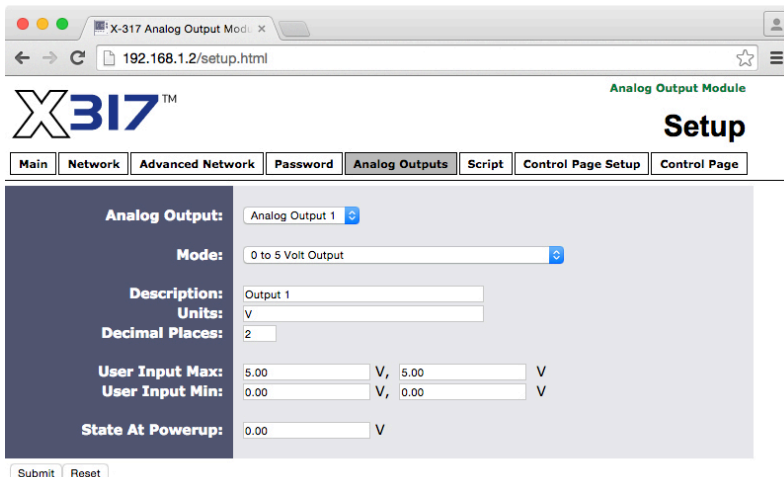 X-317 Analog Output Modu
192.168.1.2/setup.html
X317™
Analog Output Module
Setup
Main Network Advanced Network Password Analog Outputs Script Control Page Setup Control Page
Analog Output: Analog Output 1
Mode: 0 to 5 Volt Output
Description: Output 1
Units: V
Decimal Places: 2
User Input Max: 5.00 V, 5.00 V
User Input Min: 0.00 V, 0.00 V
State At Powerup: 0.00 V
Submit Reset